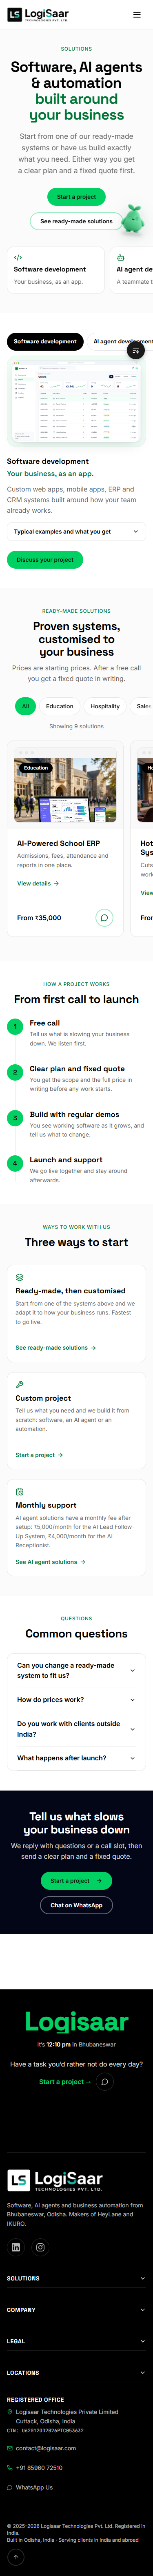 LS LogiSaar
TECHNOLOGIES PVT. LTD.
SOLUTIONS
Software, AI agents
& automation
built around
your business
Start from one of our ready-made
systems or have us build exactly
what you need. Either way you get
a clear plan and a fixed quote first.
Start a project
See ready-made solutions
Software development
Your business, as an app.
AI agent de
A teammate t
Software development
AI agent development
Software development
Your business, as an app.
Custom web apps, mobile apps, ERP and
CRM systems built around how your team
already works.
Typical examples and what you get
Discuss your project
READY-MADE SOLUTIONS
Proven systems,
customised to
your business
Prices are starting prices. After a free call
you get a fixed quote in writing.
All
Education
Hospitality
Sales
Showing 9 solutions
Education
Ho
AI-Powered School ERP
Admissions, fees, attendance and
reports in one place.
View details →
From ₹35,000
Hot
Sys
Cuts
work
View
From
HOW A PROJECT WORKS
From first call to launch
1
Free call
Tell us what is slowing your business
down. We listen first.
2
Clear plan and fixed quote
You get the scope and the full price in
writing before any work starts.
3
Build with regular demos
You see working software as it grows, and
tell us what to change.
4
Launch and support
We go live together and stay around
afterwards.
WAYS TO WORK WITH US
Three ways to start
Ready-made, then customised
Start from one of the systems above and we
adapt it to how your business runs. Fastest
to go live.
See ready-made solutions →
Custom project
Tell us what you need and we build it from
scratch: software, an AI agent or an
automation.
Start a project →
Monthly support
AI agent solutions have a monthly fee after
setup: ₹5,000/month for the AI Lead Follow-
Up System, ₹4,000/month for the AI
Receptionist.
See AI agent solutions →
QUESTIONS
Common questions
Can you change a ready-made
system to fit us?
How do prices work?
Do you work with clients outside
India?
What happens after launch?
Tell us what slows
your business down
We reply with questions or a call slot, then
send a clear plan and a fixed quote.
Start a project →
Chat on WhatsApp
Logisaar
It's 12:10 pm in Bhubaneswar
Have a task you'd rather not do every day?
Start a project →
LS LogiSaar
TECHNOLOGIES PVT. LTD.
Software, AI agents and business automation from
Bhubaneswar, Odisha. Makers of HeyLana and
IKURO.
SOLUTIONS
COMPANY
LEGAL
LOCATIONS
REGISTERED OFFICE
Logisaar Technologies Private Limited
Cuttack, Odisha, India
contact@logisaar.com
+91 85980 72510
WhatsApp Us
© 2025–2026 Logisaar Technologies Pvt. Ltd. Registered in
India.
Built in Odisha, India · Serving clients in India and abroad